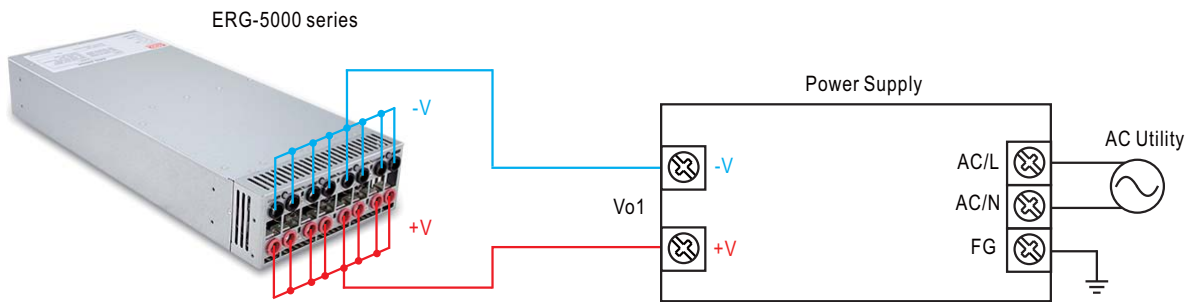 ERG-5000 series
Power Supply
-V
-V
AC/L
AC Utility
AC/N
Vo1
+V
+V
FG